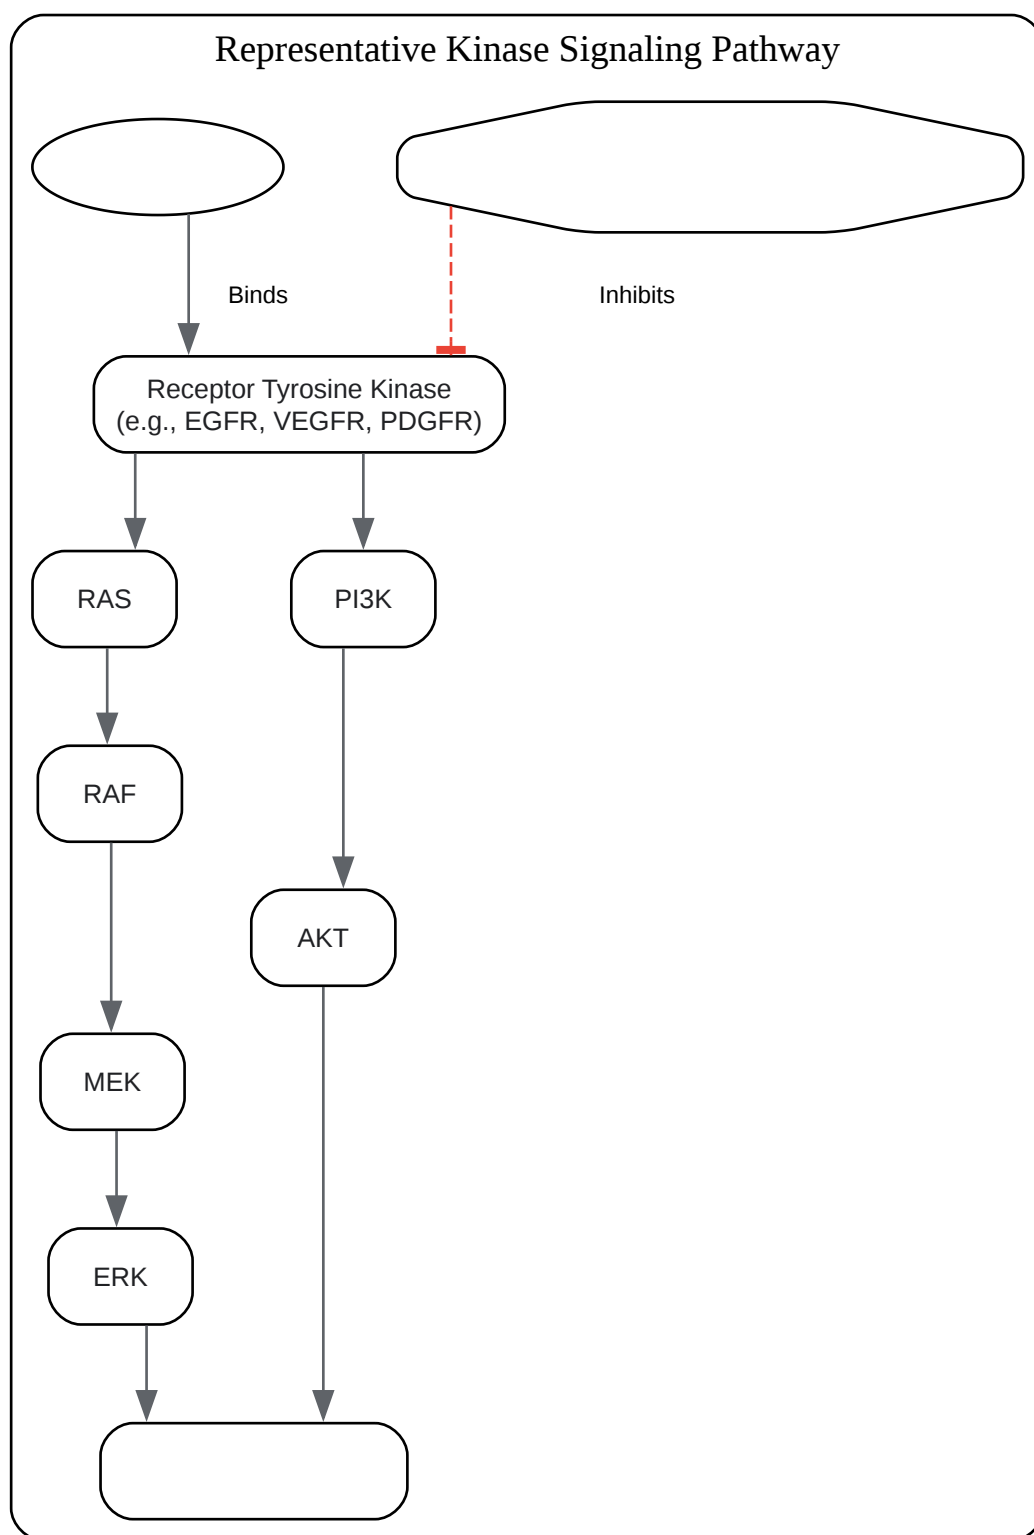 Representative Kinase Signaling Pathway
Binds
Inhibits
Receptor Tyrosine Kinase
(e.g., EGFR, VEGFR, PDGFR)
RAS
PI3K
RAF
AKT
MEK
ERK